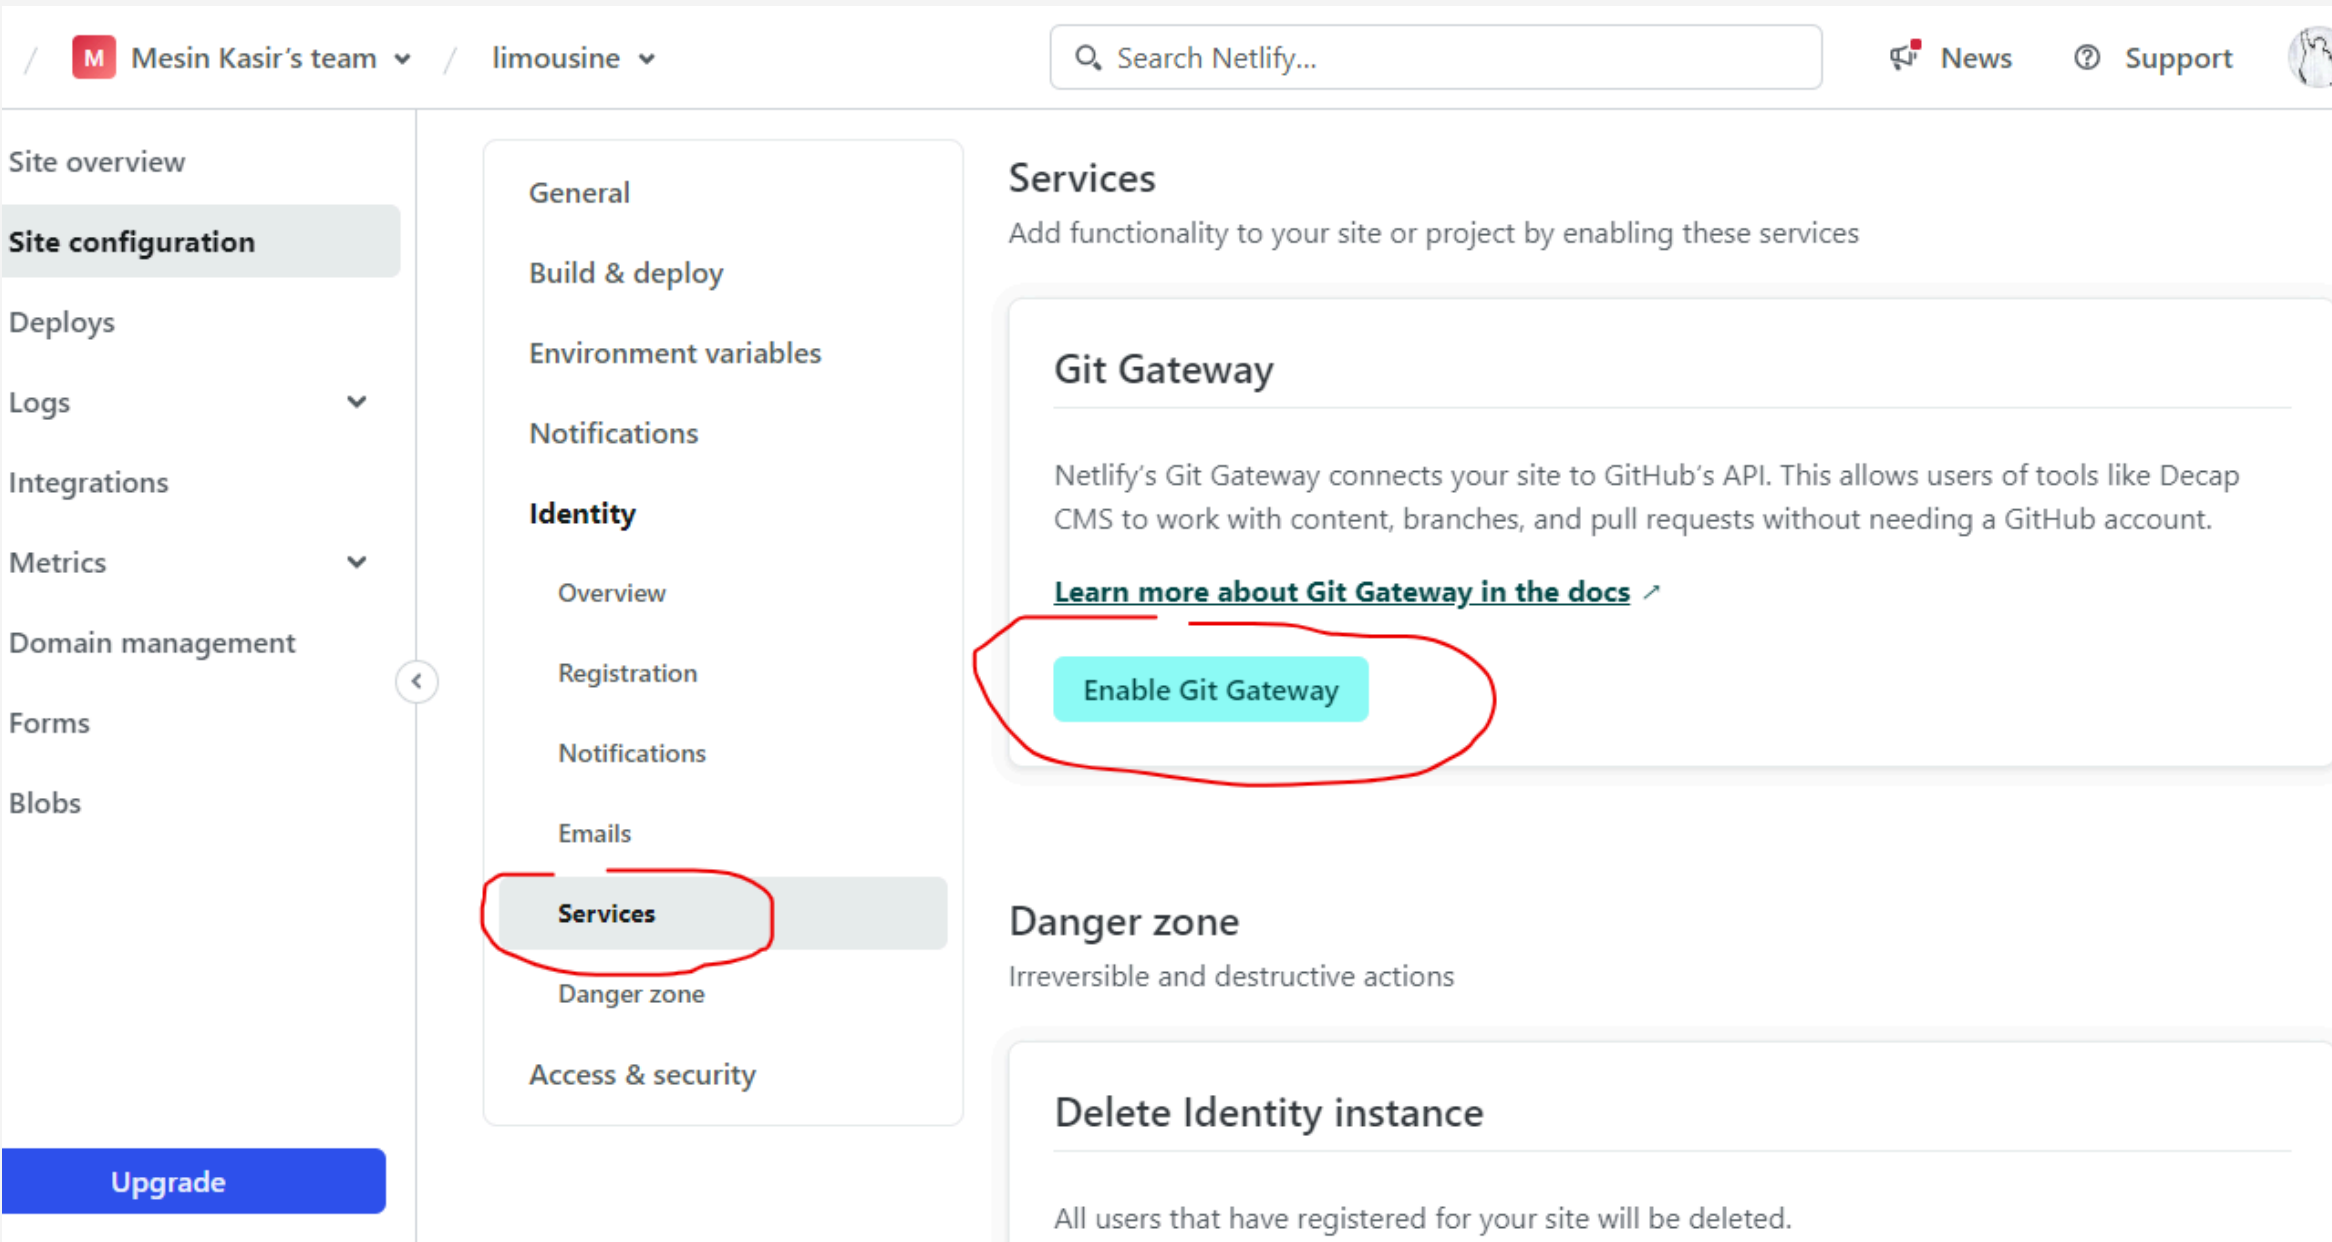 / M Mesin Kasir's team / limousine
Search Netlify...
News
Support
Site overview
Site configuration
Deploys
Logs
Integrations
Metrics
Domain management
Forms
Blobs
Upgrade
General
Build & deploy
Environment variables
Notifications
Identity
Overview
Registration
Notifications
Emails
Services
Danger zone
Access & security
Services
Add functionality to your site or project by enabling these services
Git Gateway
Netlify's Git Gateway connects your site to GitHub's API. This allows users of tools like Decap
CMS to work with content, branches, and pull requests without needing a GitHub account.
Learn more about Git Gateway in the docs ↗
Enable Git Gateway
Danger zone
Irreversible and destructive actions
Delete Identity instance
All users that have registered for your site will be deleted.